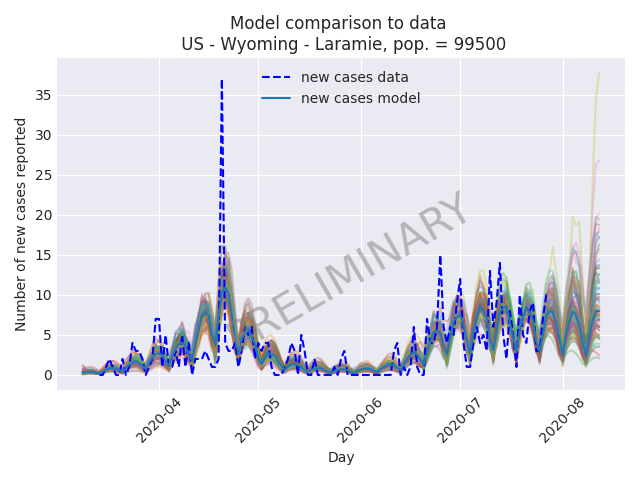 Model comparison to data
US - Wyoming - Laramie, pop. = 99500
new cases data
new cases model
PRELIMINARY
Number of new cases reported
35
30
25
20
15
10
5
0
2020-04
2020-05
2020-06
2020-07
2020-08
Day